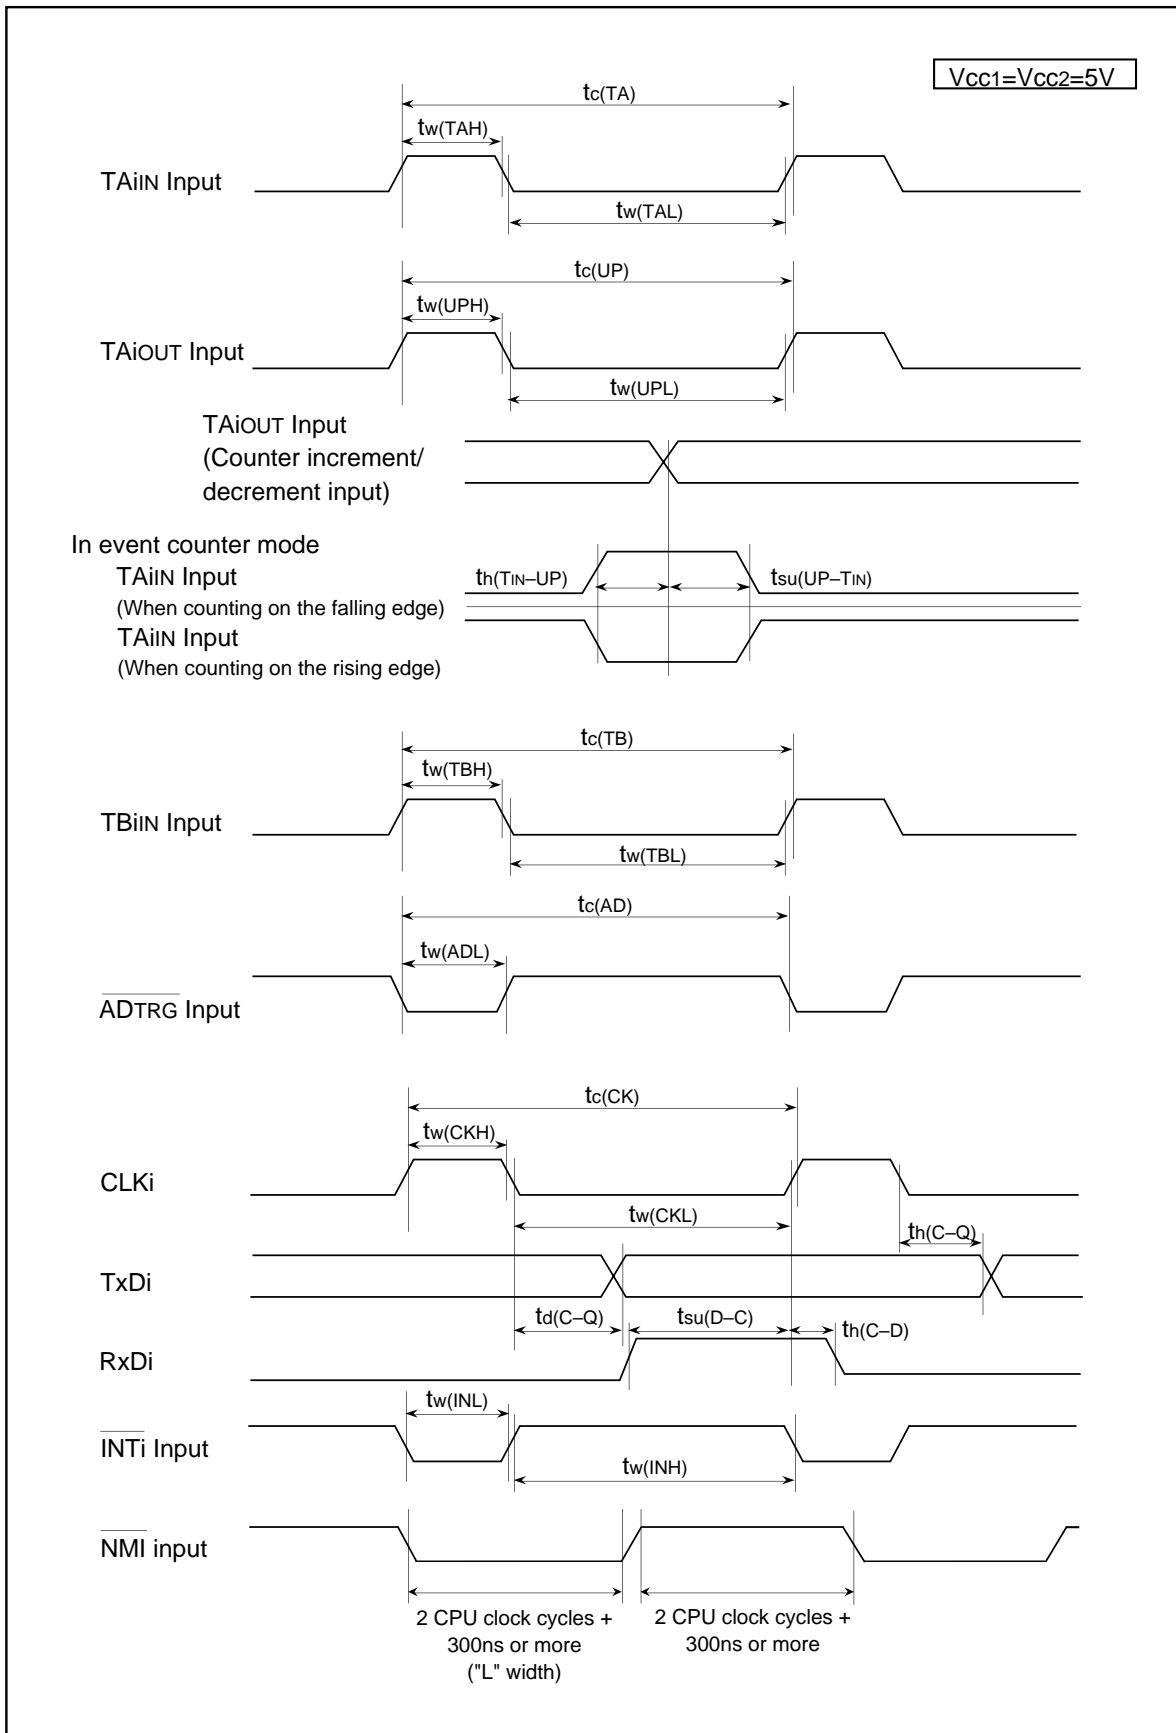 Vcc1=Vcc2=5V
tc(TA)
tw(TAH)
TAiIN Input
tw(TAL)
tc(UP)
tw(UPH)
TAiOUT Input
tw(UPL)
TAiOUT Input
(Counter increment/
decrement input)
In event counter mode
TAiIN Input
(When counting on the falling edge)
th(TIN–UP)
tsu(UP–TIN)
TAiIN Input
(When counting on the rising edge)
tc(TB)
tw(TBH)
TBiIN Input
tw(TBL)
tc(AD)
tw(ADL)
ADTRG Input
tc(CK)
tw(CKH)
CLKi
tw(CKL)
th(C–Q)
TxDi
td(C–Q)
tsu(D–C)
th(C–D)
RxDi
tw(INL)
INTi Input
tw(INH)
NMI input
2 CPU clock cycles +
300ns or more
("L" width)
2 CPU clock cycles +
300ns or more